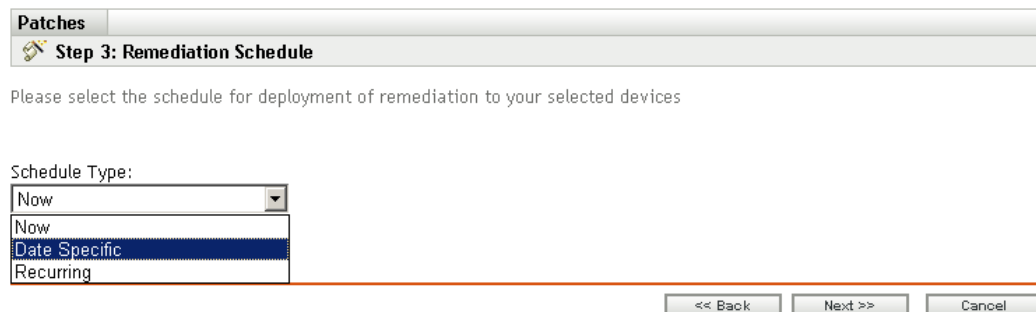 Patches
Step 3: Remediation Schedule
Please select the schedule for deployment of remediation to your selected devices
Schedule Type:
Now
Now
Date Specific
Recurring
<< Back Next >> Cancel